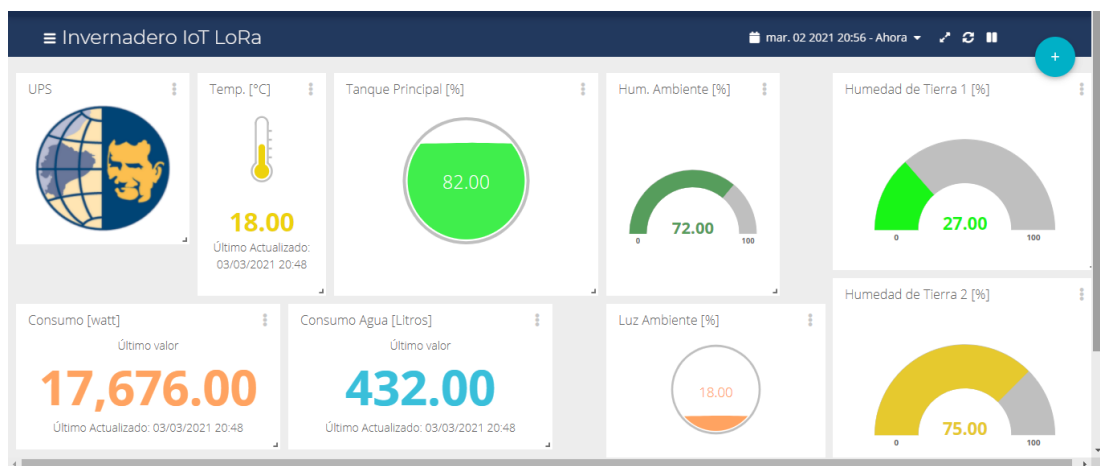 Invernadero IoT LoRa
mar. 02 2021 20:56 - Ahora
+
UPS
Temp. [°C]
18.00
Último Actualizado:
03/03/2021 20:48
Tanque Principal [%]
82.00
Hum. Ambiente [%]
72.00
0
100
Humedad de Tierra 1 [%]
27.00
0
100
Consumo [watt]
Último valor
17,676.00
Último Actualizado: 03/03/2021 20:48
Consumo Agua [Litros]
Último valor
432.00
Último Actualizado: 03/03/2021 20:48
Luz Ambiente [%]
18.00
Humedad de Tierra 2 [%]
75.00
0
100